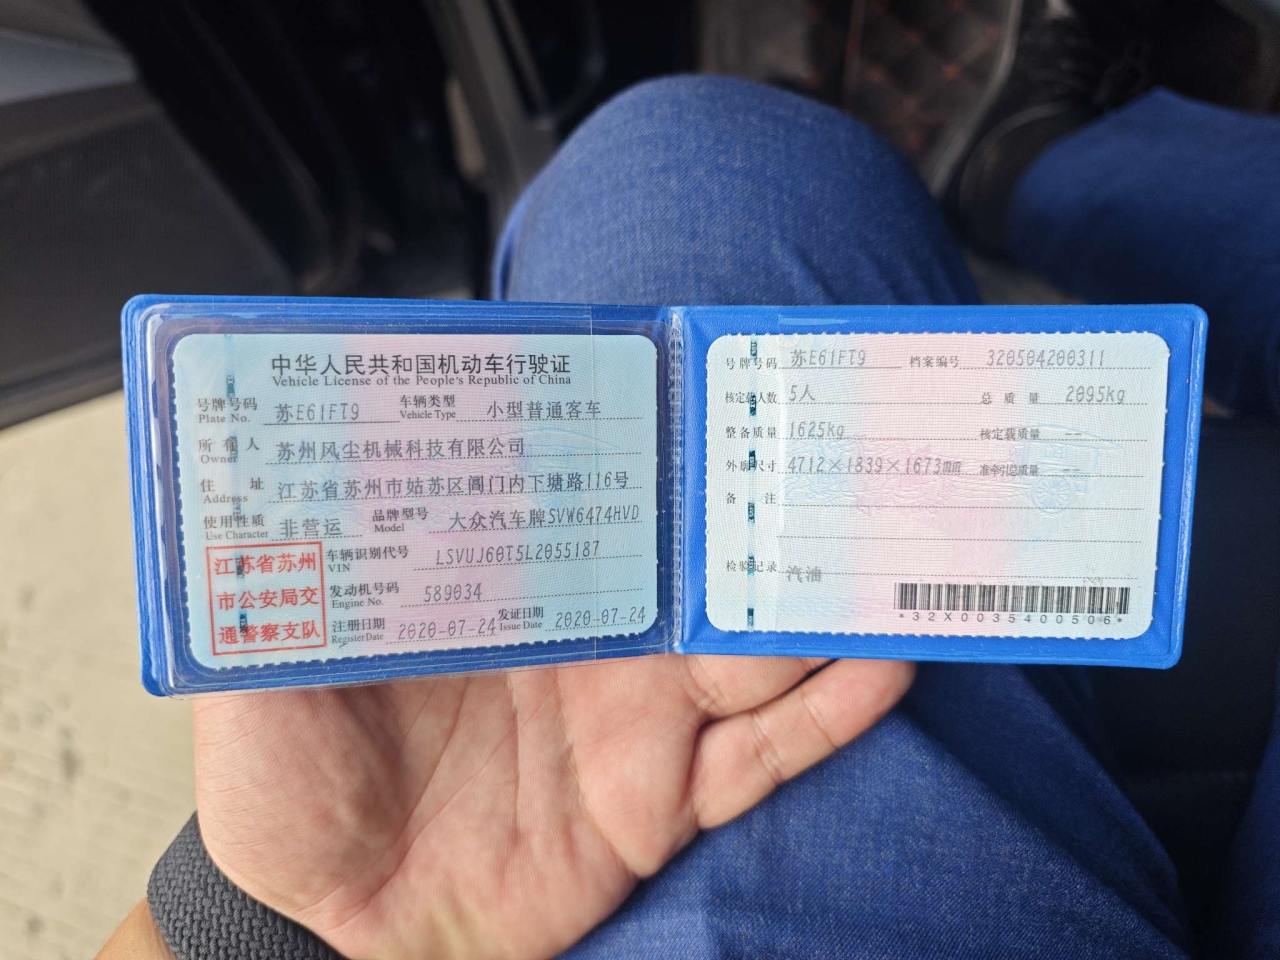 中华人民共和国机动车行驶证
Vehicle License of the People's Republic of China
号牌号码 苏E61FT9 车辆类型 小型普通客车
Plate No. Vehicle Type
所有人 苏州风尘机械科技有限公司
Owner
住址 江苏省苏州市姑苏区阊门内下塘路116号
Address
使用性质 非营运 品牌型号 大众汽车牌SVW6474HVD
Use Character Model
江苏省苏州
市公安局交
通警察支队
车辆识别代号 LSVUJ60T5L2055187
VIN
发动机号码 589034
Engine No.
注册日期 2020-07-24 发证日期 2020-07-24
Register Date Issue Date
号牌号码 苏E61FT9 档案编号 320504200311
核定载人数 5人 总质量 2095kg
整备质量 1625kg 核定载质量 --
外廓尺寸 4712×1839×1673mm 准牵引总质量 --
备注
检验记录 汽油
*32X0035400506*